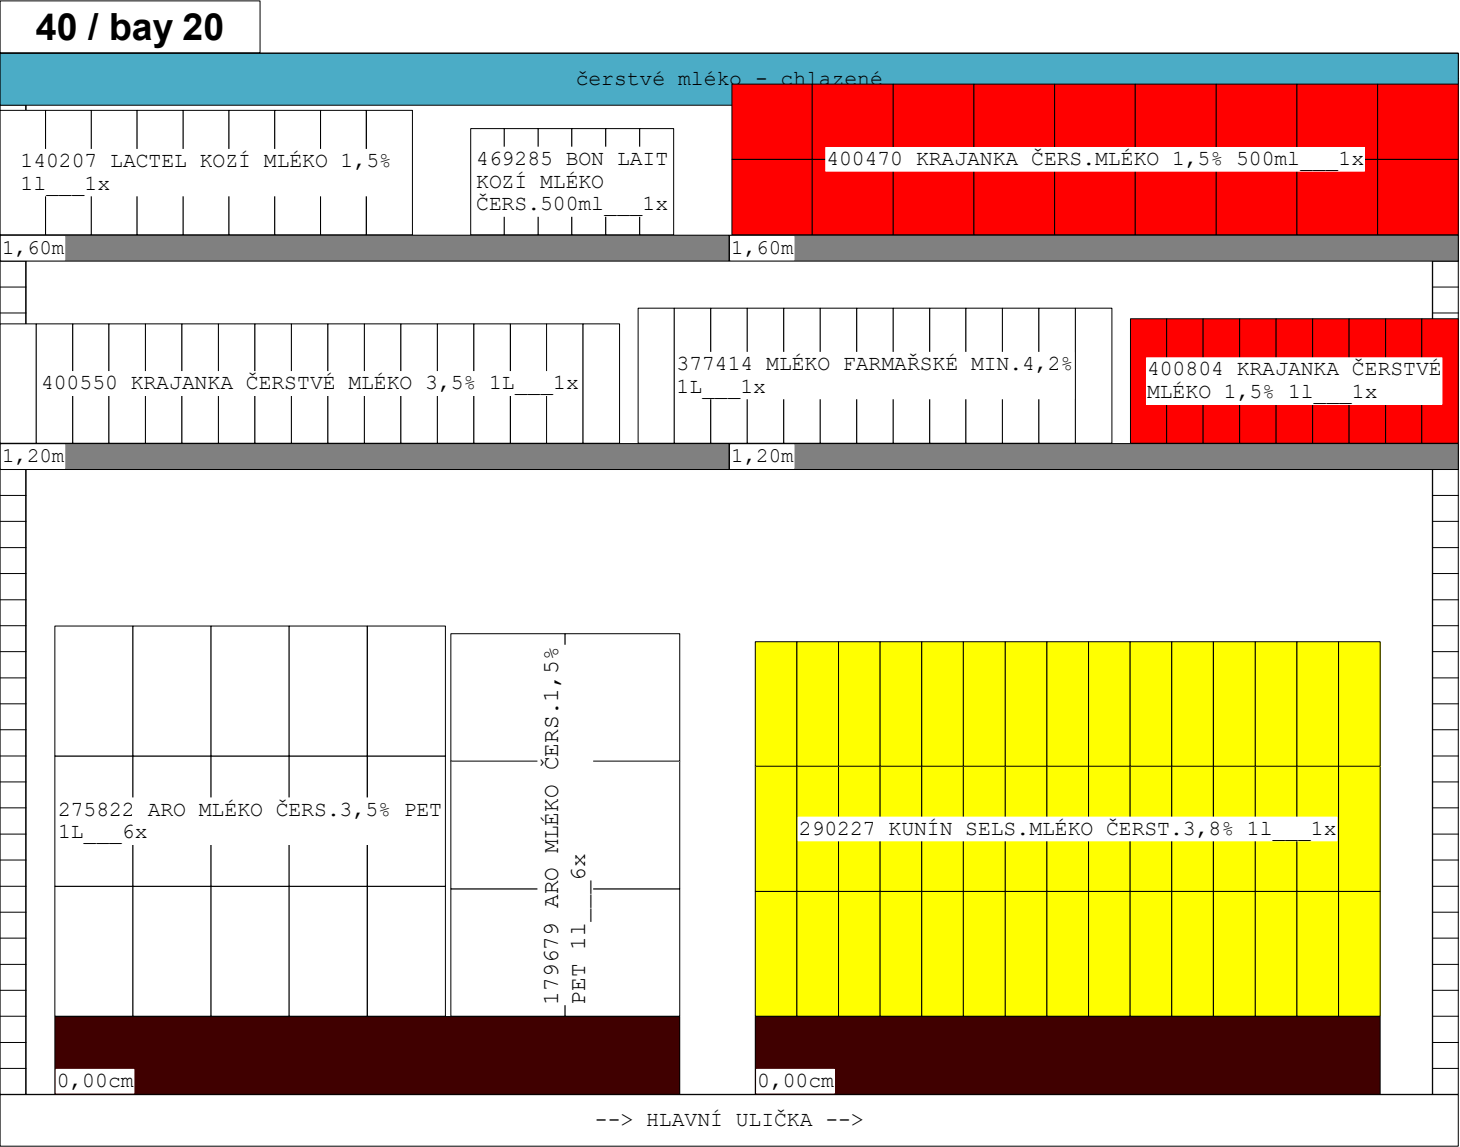 40 / bay 20
čerstvé mléko - chlazené
140207 LACTEL KOZÍ MLÉKO 1,5%
1l___1x
469285 BON LAIT
KOZÍ MLÉKO
ČERS.500ml___1x
400470 KRAJANKA ČERS.MLÉKO 1,5% 500ml___1x
1,60m
1,60m
400550 KRAJANKA ČERSTVÉ MLÉKO 3,5% 1L___1x
377414 MLÉKO FARMAŘSKÉ MIN.4,2%
1L___1x
400804 KRAJANKA ČERSTVÉ
MLÉKO 1,5% 1l___1x
1,20m
1,20m
275822 ARO MLÉKO ČERS.3,5% PET
1L___6x
179679 ARO MLÉKO ČERS.1,5%
PET 1l___6x
290227 KUNÍN SELS.MLÉKO ČERST.3,8% 1l___1x
0,00cm
0,00cm
--> HLAVNÍ ULIČKA -->